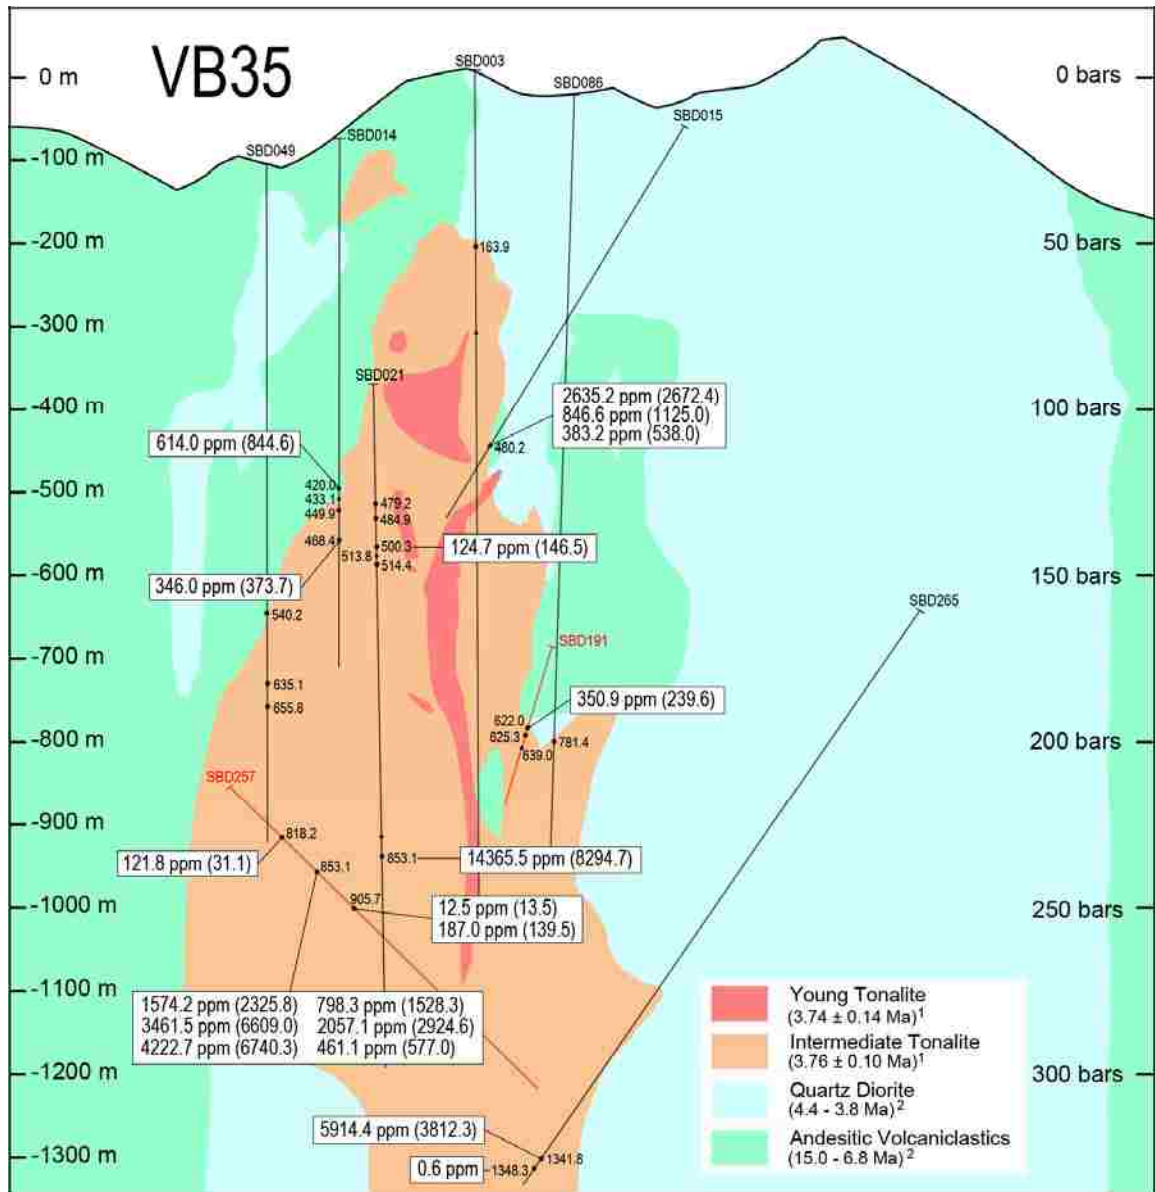 VB35
0 m
-100 m
-200 m
-300 m
-400 m
-500 m
-600 m
-700 m
-800 m
-900 m
-1000 m
-1100 m
-1200 m
-1300 m
0 bars
50 bars
100 bars
150 bars
200 bars
250 bars
300 bars
SBD003
SBD086
SBD015
SBD014
SBD049
163.9
SBD021
2635.2 ppm (2672.4)
846.6 ppm (1125.0)
383.2 ppm (538.0)
480.2
614.0 ppm (844.6)
420.0
433.1
449.9
468.4
346.0 ppm (373.7)
479.2
484.9
500.3
513.8
514.4
124.7 ppm (146.5)
540.2
635.1
655.8
SBD265
SBD191
350.9 ppm (239.6)
622.0
625.3
639.0
781.4
SBD257
818.2
121.8 ppm (31.1)
853.1
853.1
14365.5 ppm (8294.7)
905.7
12.5 ppm (13.5)
187.0 ppm (139.5)
1574.2 ppm (2325.8) 798.3 ppm (1528.3)
3461.5 ppm (6609.0) 2057.1 ppm (2924.6)
4222.7 ppm (6740.3) 461.1 ppm (577.0)
5914.4 ppm (3812.3)
1341.8
0.6 ppm
1348.3
Young Tonalite
(3.74 ± 0.14 Ma)¹
Intermediate Tonalite
(3.76 ± 0.10 Ma)¹
Quartz Diorite
(4.4 - 3.8 Ma)²
Andesitic Volcaniclastics
(15.0 - 6.8 Ma)²